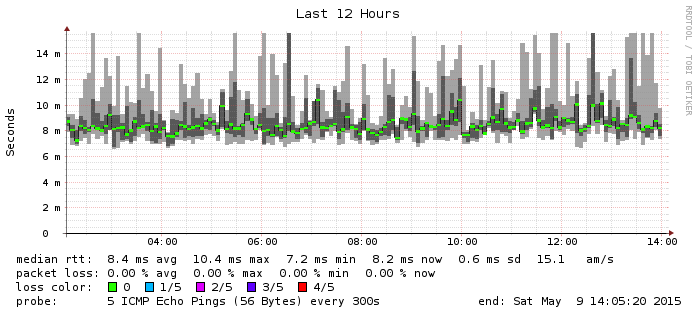 Last 12 Hours
RRDTOOL / TOBI OETIKER
Seconds
14 m
12 m
10 m
8 m
6 m
4 m
2 m
0
04:00 06:00 08:00 10:00 12:00 14:00
median rtt: 8.4 ms avg 10.4 ms max 7.2 ms min 8.2 ms now 0.6 ms sd 15.1 am/s
packet loss: 0.00 % avg 0.00 % max 0.00 % min 0.00 % now
loss color: 0 1/5 2/5 3/5 4/5
probe: 5 ICMP Echo Pings (56 Bytes) every 300s end: Sat May 9 14:05:20 2015